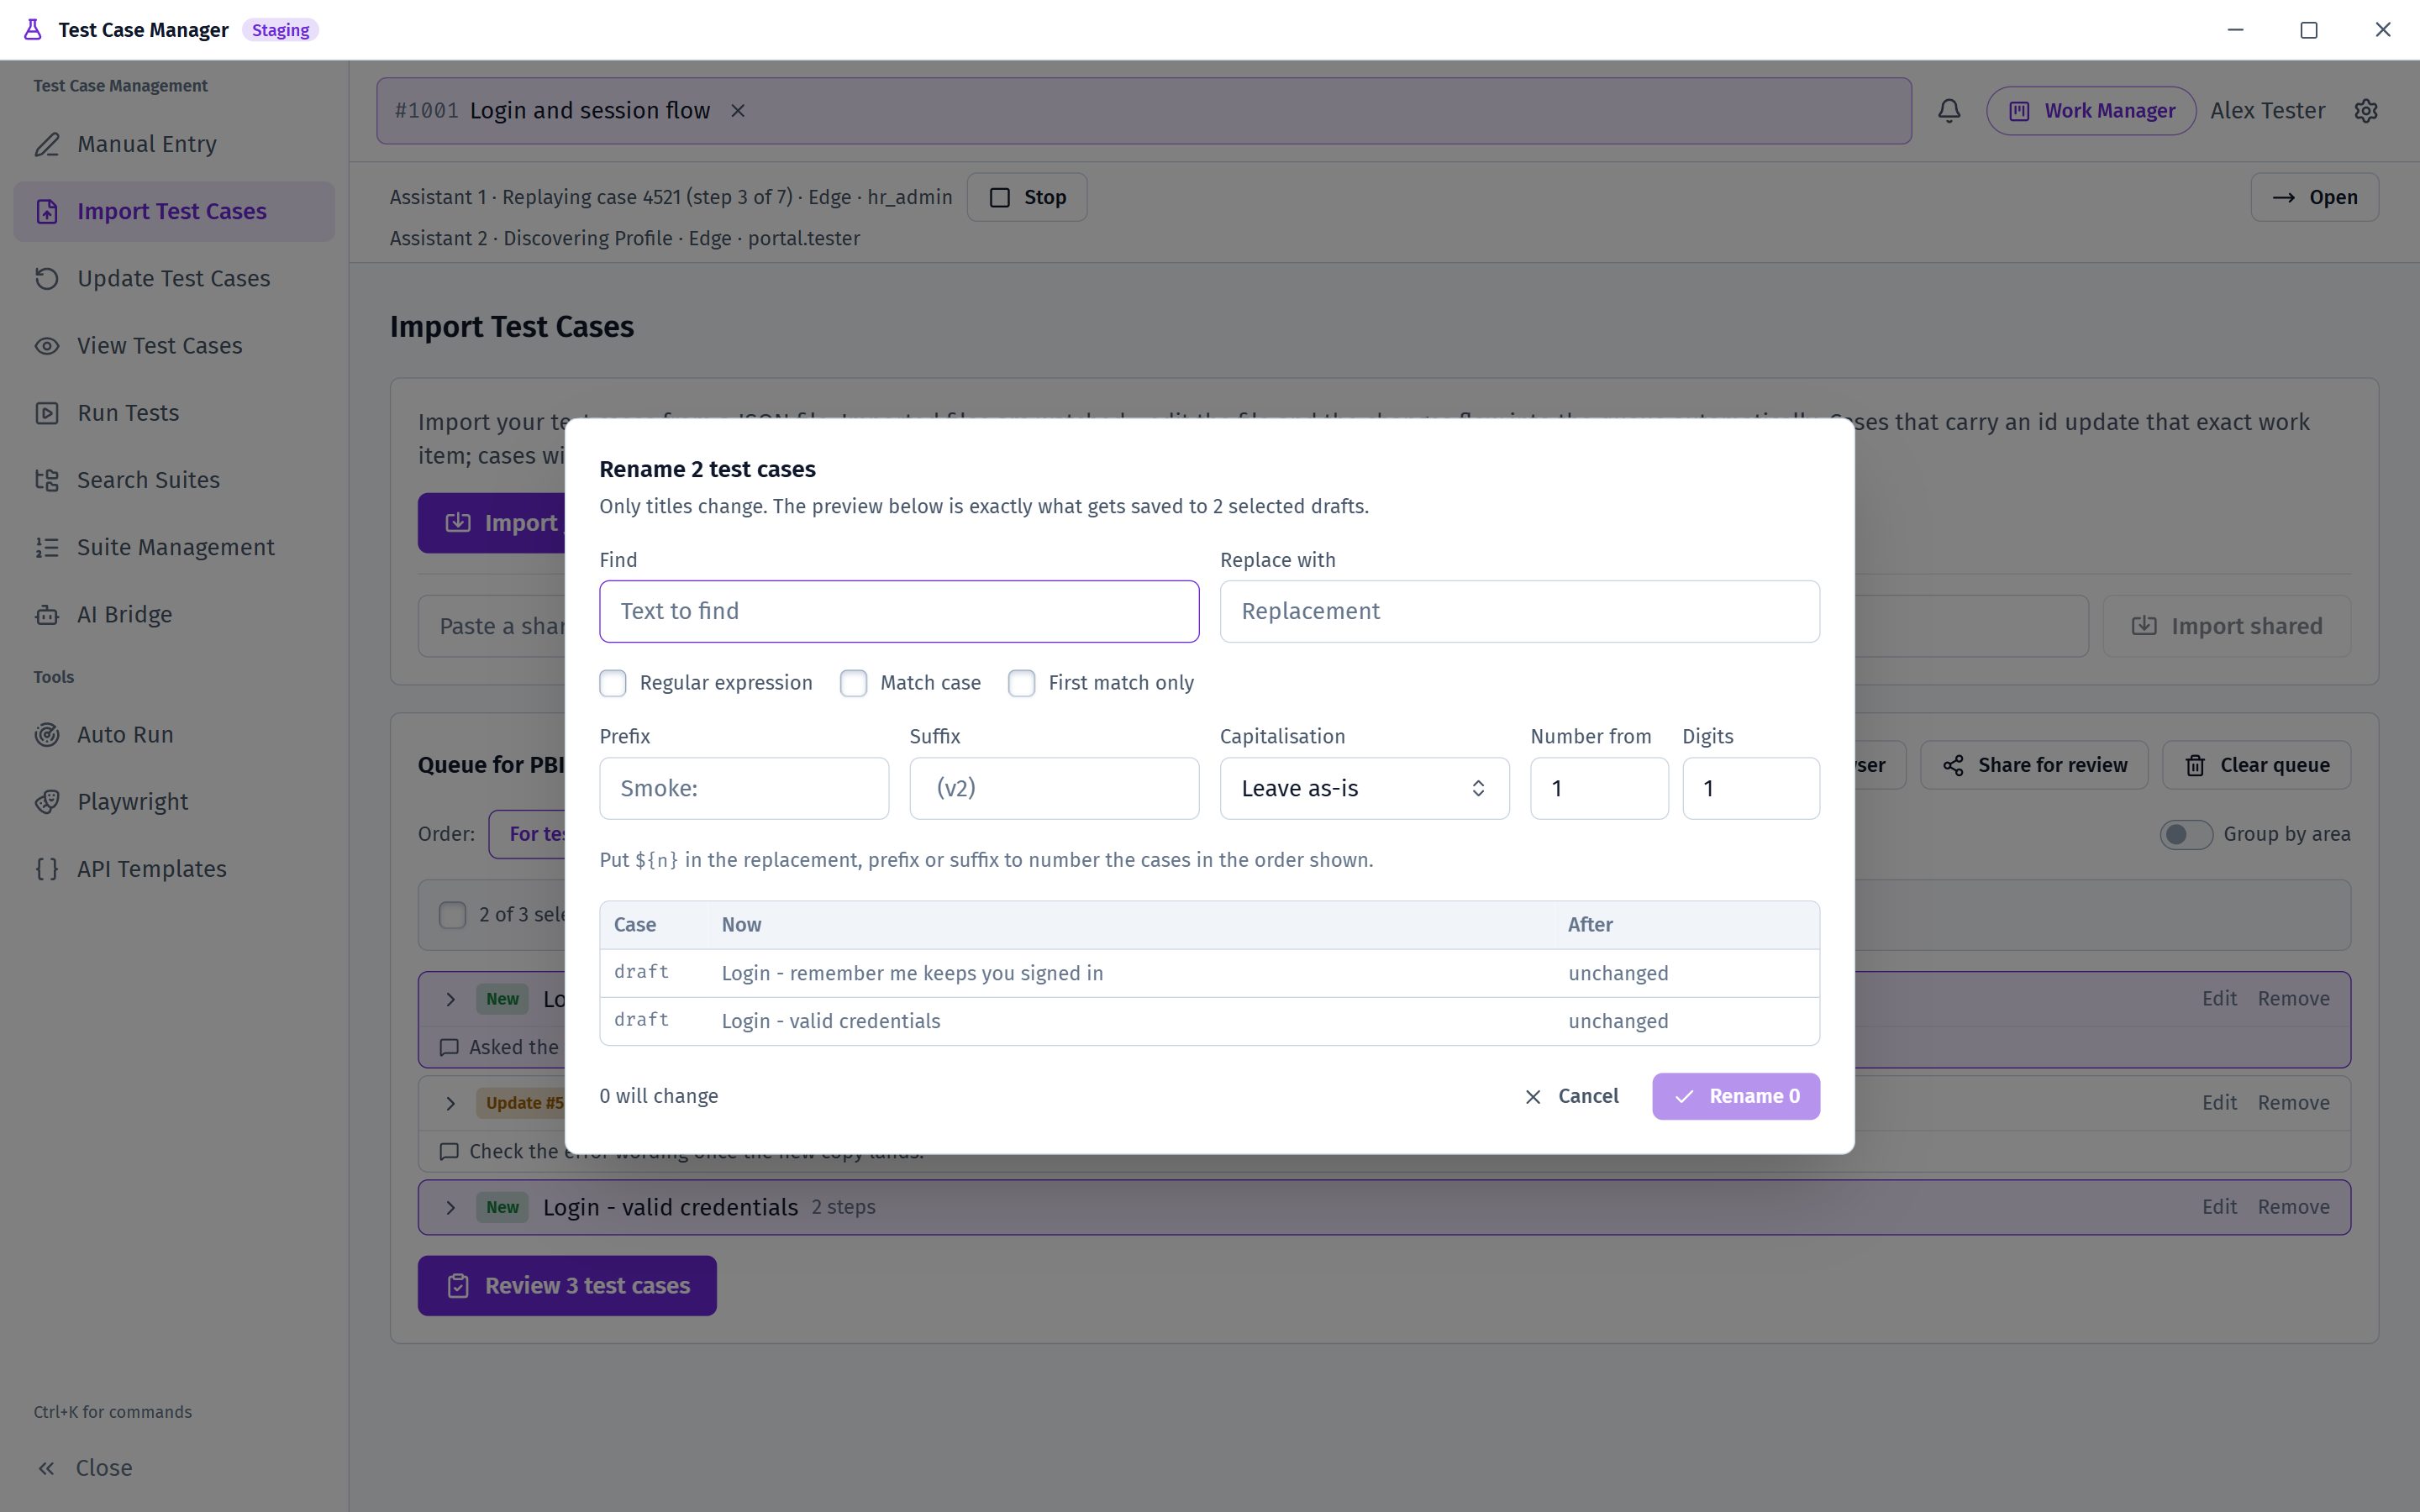 Test Case Manager Staging
Test Case Management
Manual Entry
Import Test Cases
Update Test Cases
View Test Cases
Run Tests
Search Suites
Suite Management
AI Bridge
Tools
Auto Run
Playwright
API Templates
Ctrl+K for commands
Close
#1001 Login and session flow
Work Manager
Alex Tester
Assistant 1 · Replaying case 4521 (step 3 of 7) · Edge · hr_admin Stop
Open
Assistant 2 · Discovering Profile · Edge · portal.tester
Import Test Cases
Import your
that carry an id update that exact work
item; cases
Import
Paste a
Import shared
Queue for PBI
Share for review
Clear queue
Order: For
Group by area
2 of 3
New
Edit Remove
Asked the
Update
Edit Remove
Check the error wording once the new copy lands.
New Login - valid credentials 2 steps
Edit Remove
Review 3 test cases
Rename 2 test cases
Only titles change. The preview below is exactly what gets saved to 2 selected drafts.
Find
Replace with
Text to find
Replacement
Regular expression
Match case
First match only
Prefix
Suffix
Capitalisation
Number from
Digits
Smoke:
(v2)
Leave as-is
1
1
Put ${n} in the replacement, prefix or suffix to number the cases in the order shown.
Case Now After
draft Login - remember me keeps you signed in unchanged
draft Login - valid credentials unchanged
0 will change
Cancel
Rename 0